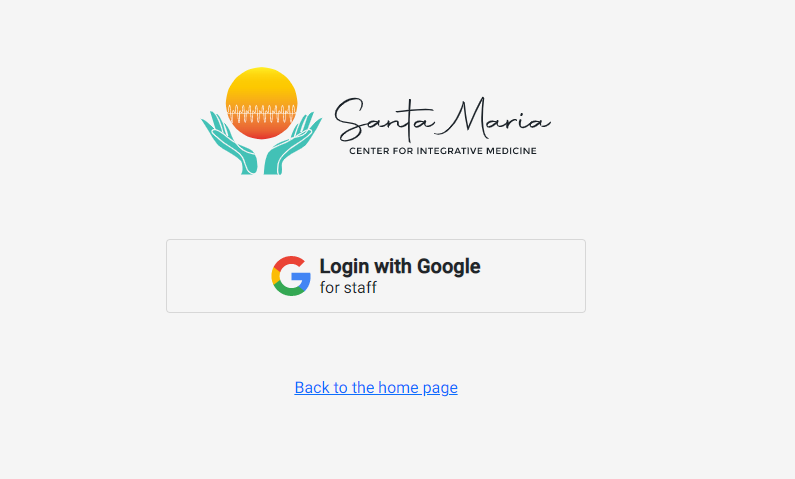 Santa Maria
CENTER FOR INTEGRATIVE MEDICINE
Login with Google
for staff
Back to the home page